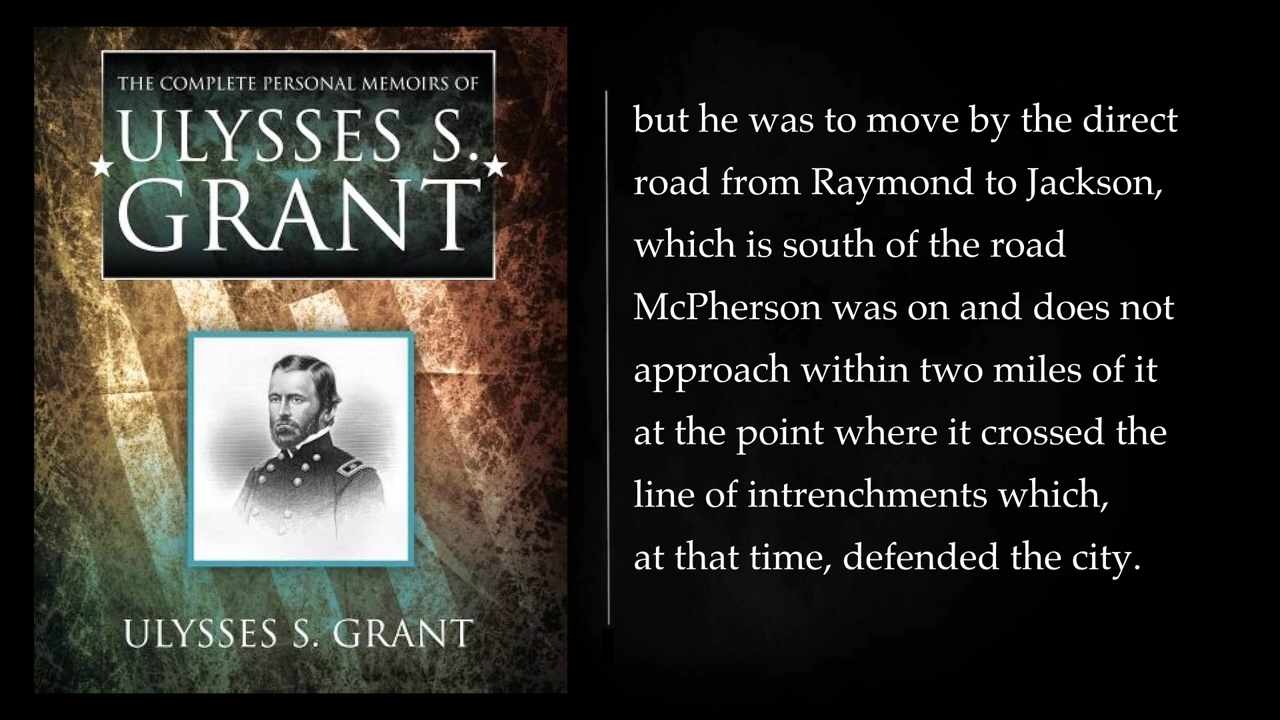 THE COMPLETE PERSONAL MEMOIRS OF
ULYSSES S.
GRANT
ULYSSES S. GRANT
but he was to move by the direct
road from Raymond to Jackson,
which is south of the road
McPherson was on and does not
approach within two miles of it
at the point where it crossed the
line of intrenchments which,
at that time, defended the city.